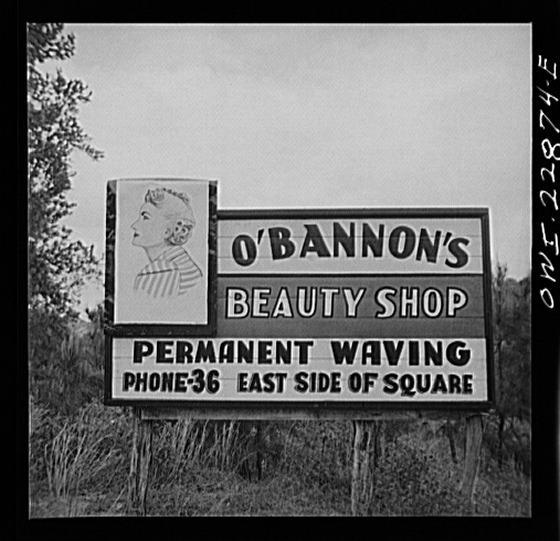 O'BANNON'S
BEAUTY SHOP
PERMANENT WAVING
PHONE-36 EAST SIDE OF SQUARE
OWI 22874-E